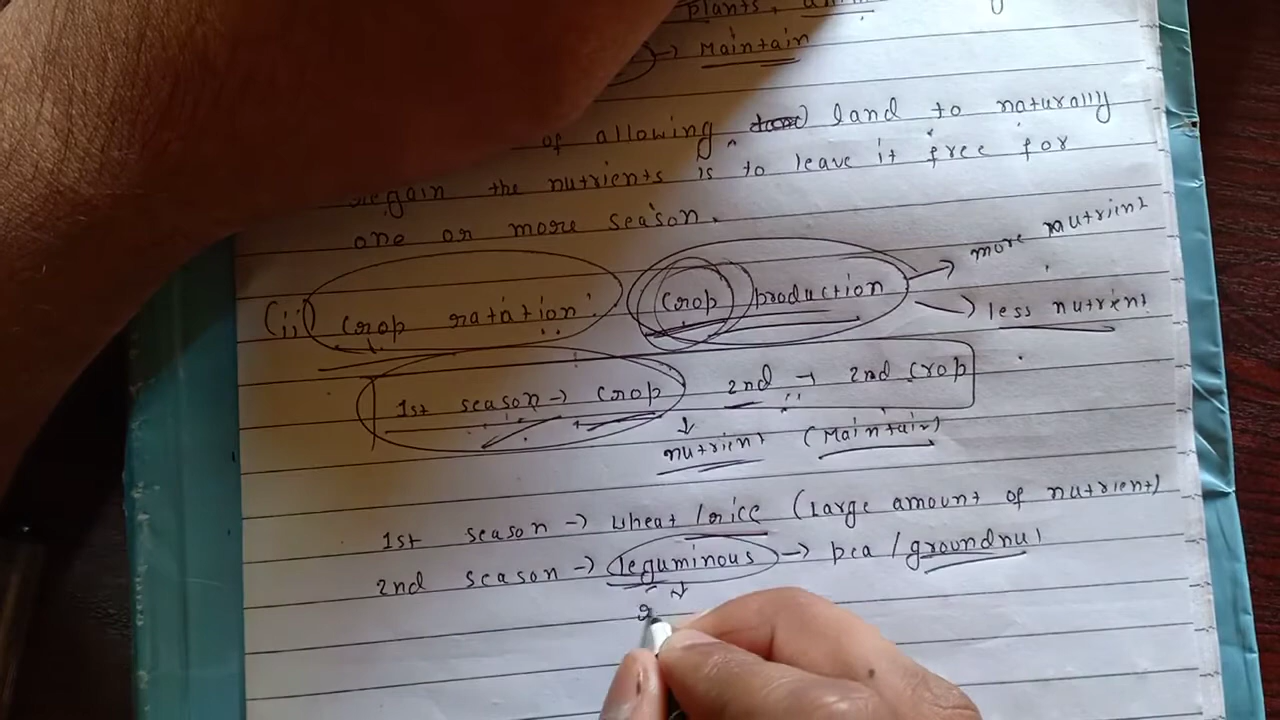 plants,
→ Maintain
of allowing land to naturally
regain the nutrients is to leave it free for
one or more season.
(ii) crop ratation: crop production → more nutrient
→ less nutrient
1st season → crop 2nd → 2nd crop
↓
nutrient (Maintain)
1st season → wheat/rice (large amount of nutrient)
2nd season → leguminous → pea / groundnut
↓